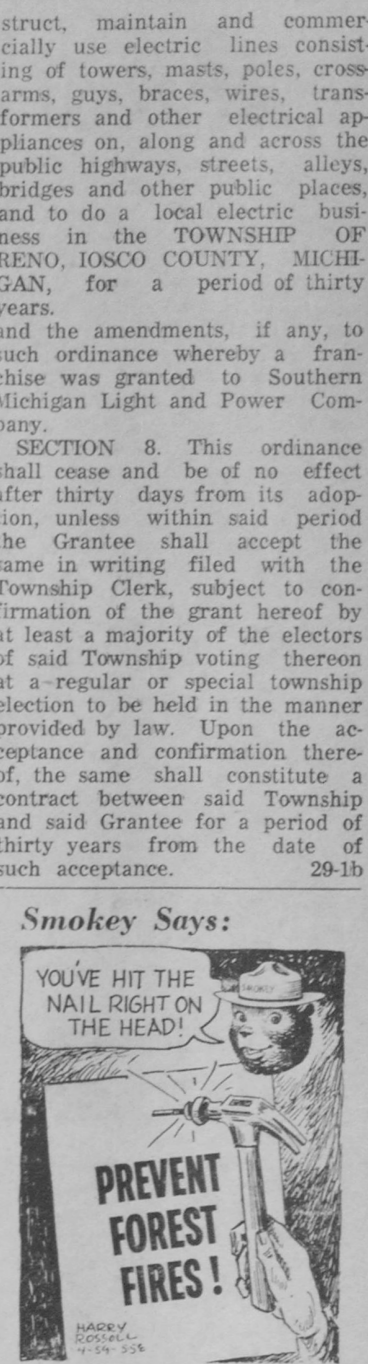 struct, maintain and commer-
cially use electric lines consist-
ing of towers, masts, poles, cross-
arms, guys, braces, wires, trans-
formers and other electrical ap-
pliances on, along and across the
public highways, streets, alleys,
bridges and other public places,
and to do a local electric busi-
ness in the TOWNSHIP OF
RENO, IOSCO COUNTY, MICHI-
GAN, for a period of thirty
years.
and the amendments, if any, to
such ordinance whereby a fran-
chise was granted to Southern
Michigan Light and Power Com-
pany.
SECTION 8. This ordinance
shall cease and be of no effect
after thirty days from its adop-
tion, unless within said period
the Grantee shall accept the
same in writing filed with the
Township Clerk, subject to con-
firmation of the grant hereof by
at least a majority of the electors
of said Township voting thereon
at a regular or special township
election to be held in the manner
provided by law. Upon the ac-
ceptance and confirmation there-
of, the same shall constitute a
contract between said Township
and said Grantee for a period of
thirty years from the date of
such acceptance. 29-1b
Smokey Says:
SMOKEY
YOU'VE HIT THE
NAIL RIGHT ON
THE HEAD!
PREVENT
FOREST
FIRES!
HARRY
ROSSOLL
4-54-SSE